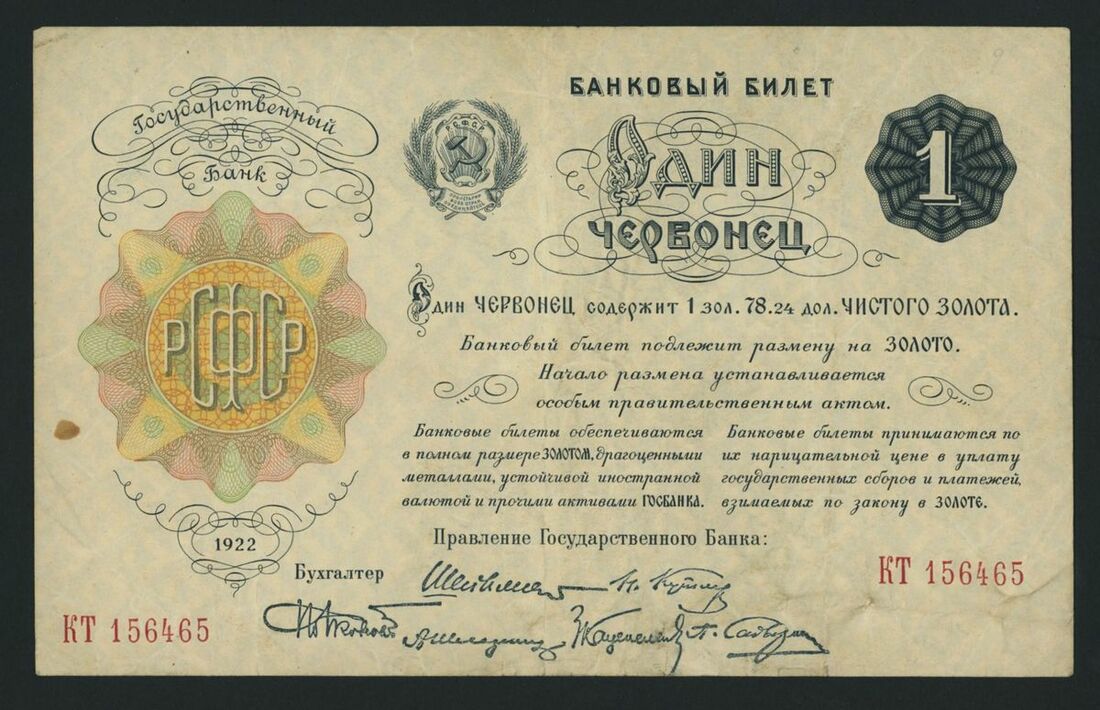 Государственный
Банк
РСФСР
БАНКОВЫЙ БИЛЕТ
ОДИН
ЧЕРВОНЕЦ
1
РСФСР
Один ЧЕРВОНЕЦ содержит 1 зол. 78.24 дол. ЧИСТОГО ЗОЛОТА.
Банковый билет подлежит размену на ЗОЛОТО.
Начало размена устанавливается
особым правительственным актом.
Банковые билеты обеспечиваются
в полном размере ЗОЛОТОМ, драгоценными
металлами, устойчивой иностранной
валютой и прочими активами ГОСБАНКА.
Банковые билеты принимаются по
их нарицательной цене в уплату
государственных сборов и платежей,
взимаемых по закону в ЗОЛОТЕ.
1922
Правление Государственного Банка:
Бухгалтер
КТ 156465
КТ 156465